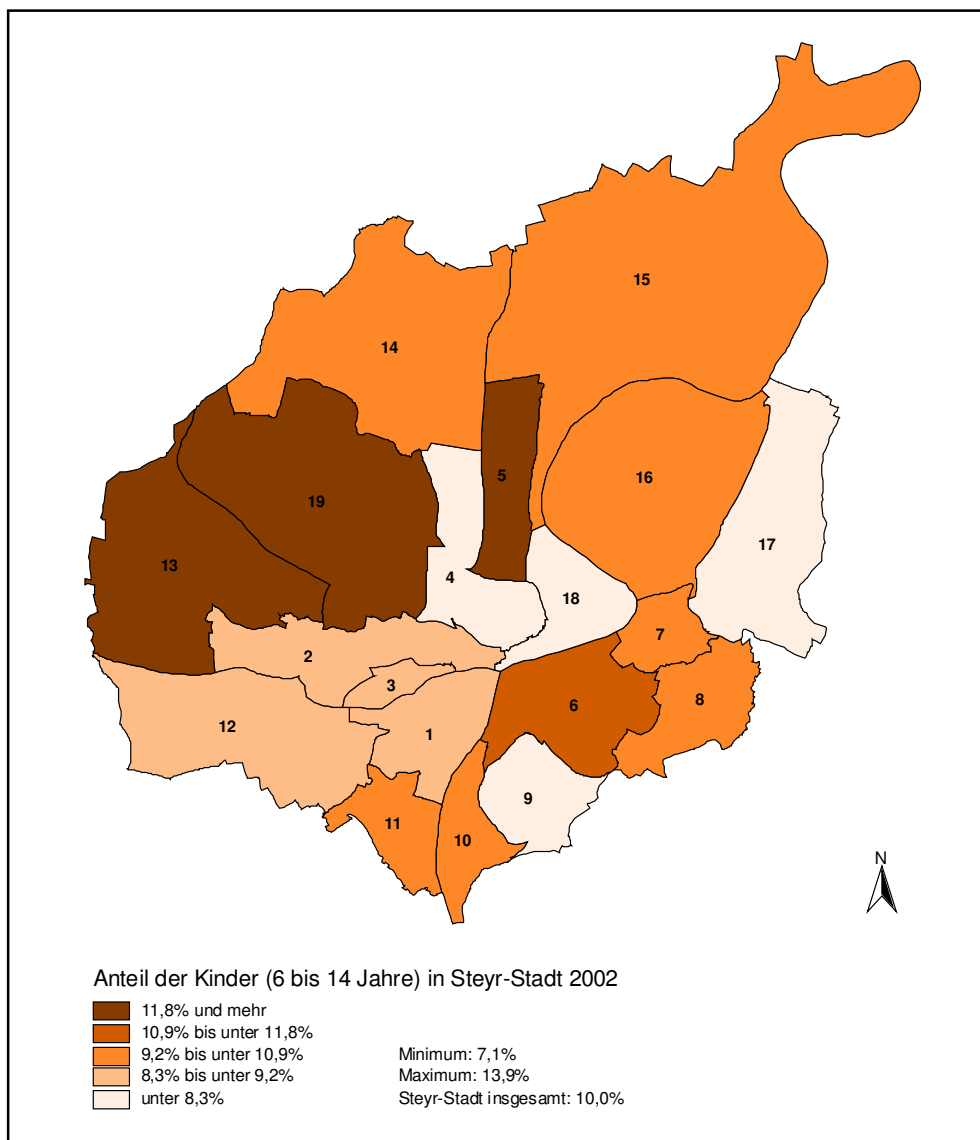 15
14
5
16
19
17
13
4
18
7
2
3
8
6
12
1
9
11
10
N
Anteil der Kinder (6 bis 14 Jahre) in Steyr-Stadt 2002
11,8% und mehr
10,9% bis unter 11,8%
9,2% bis unter 10,9% Minimum: 7,1%
8,3% bis unter 9,2% Maximum: 13,9%
unter 8,3% Steyr-Stadt insgesamt: 10,0%